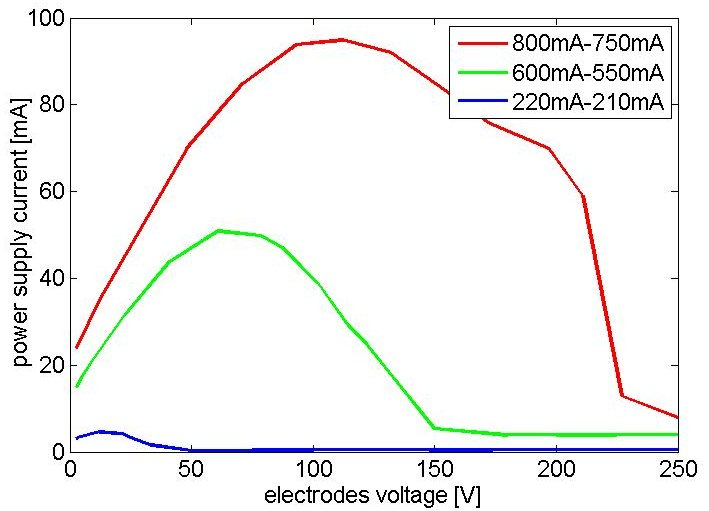 100
80
60
40
20
0
power supply current [mA]
800mA-750mA
600mA-550mA
220mA-210mA
0 50 100 150 200 250
electrodes voltage [V]